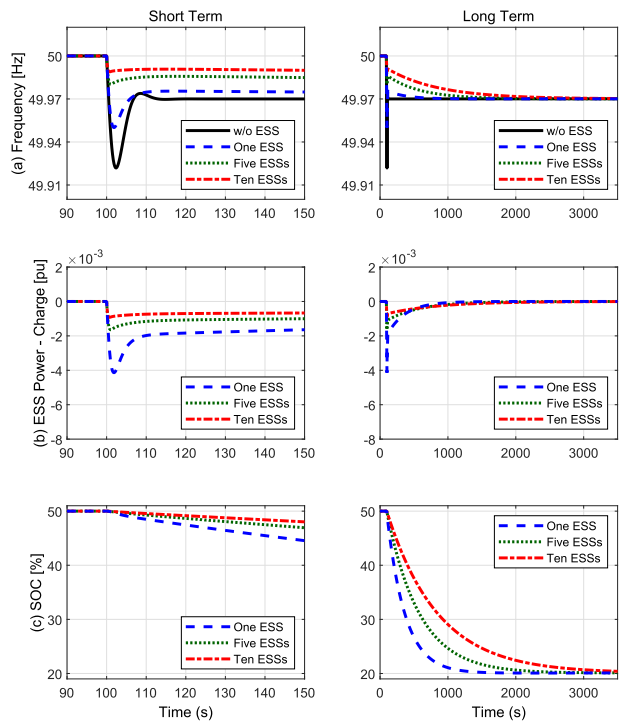 Short Term
Long Term
(a) Frequency [Hz]
50
49.97
49.94
49.91
w/o ESS
One ESS
Five ESSs
Ten ESSs
90 100 110 120 130 140 150
50
49.97
49.94
49.91
w/o ESS
One ESS
Five ESSs
Ten ESSs
0 1000 2000 3000
(b) ESS Power - Charge [pu]
×10⁻³
2
0
-2
-4
-6
-8
One ESS
Five ESSs
Ten ESSs
90 100 110 120 130 140 150
×10⁻³
2
0
-2
-4
-6
-8
One ESS
Five ESSs
Ten ESSs
0 1000 2000 3000
(c) SOC [%]
50
40
30
20
One ESS
Five ESSs
Ten ESSs
90 100 110 120 130 140 150
Time (s)
50
40
30
20
One ESS
Five ESSs
Ten ESSs
0 1000 2000 3000
Time (s)